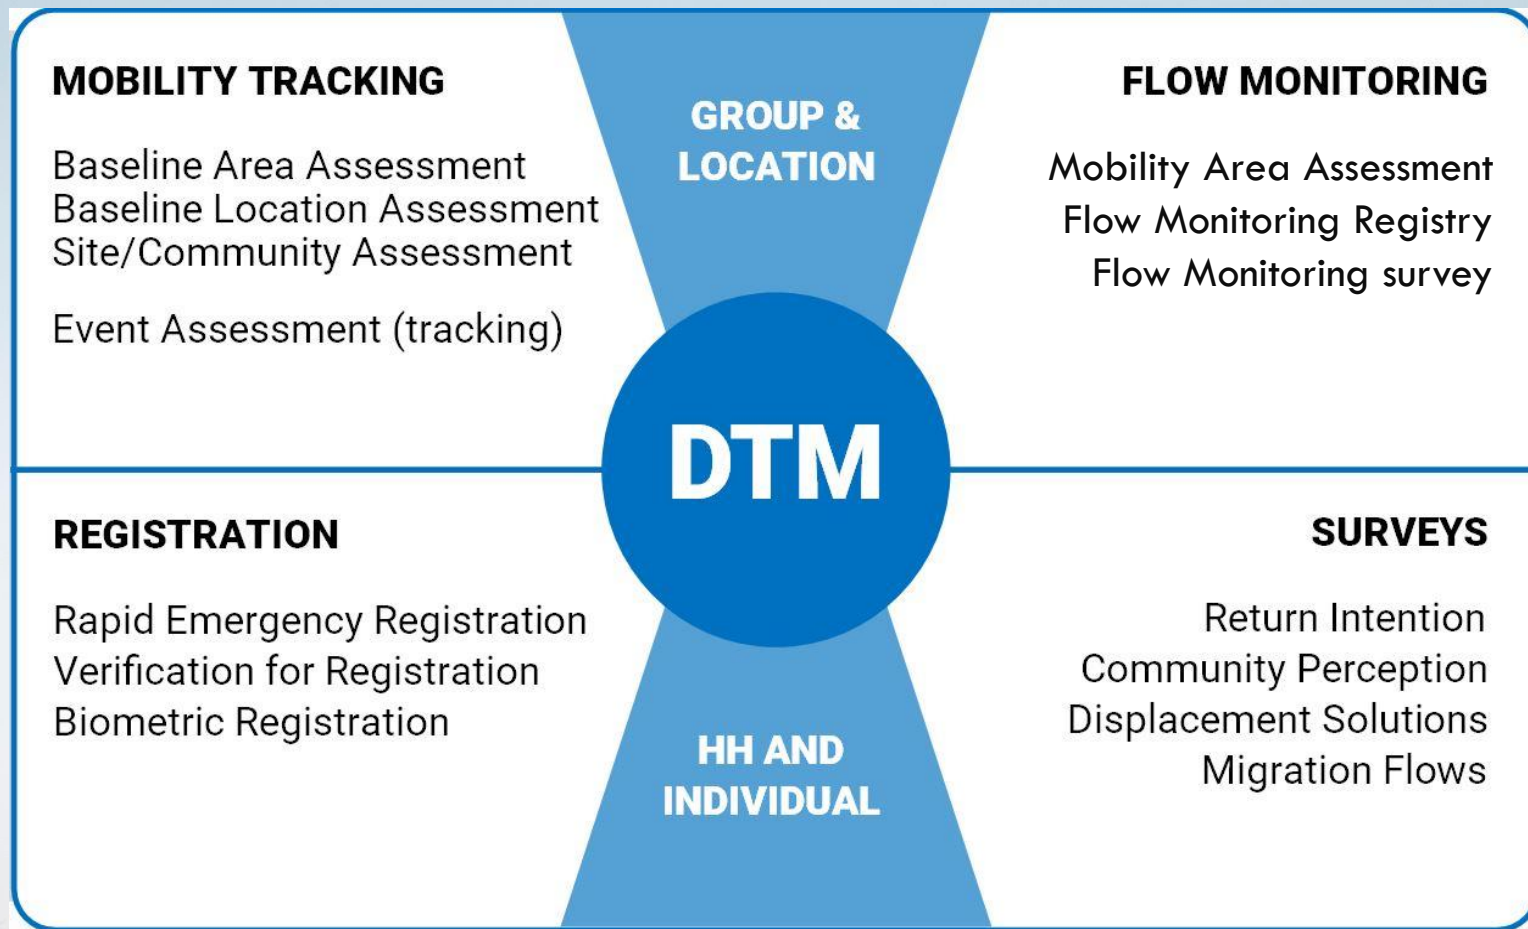 MOBILITY TRACKING
Baseline Area Assessment
Baseline Location Assessment
Site/Community Assessment
Event Assessment (tracking)
GROUP &
LOCATION
FLOW MONITORING
Mobility Area Assessment
Flow Monitoring Registry
Flow Monitoring survey
DTM
REGISTRATION
Rapid Emergency Registration
Verification for Registration
Biometric Registration
HH AND
INDIVIDUAL
SURVEYS
Return Intention
Community Perception
Displacement Solutions
Migration Flows